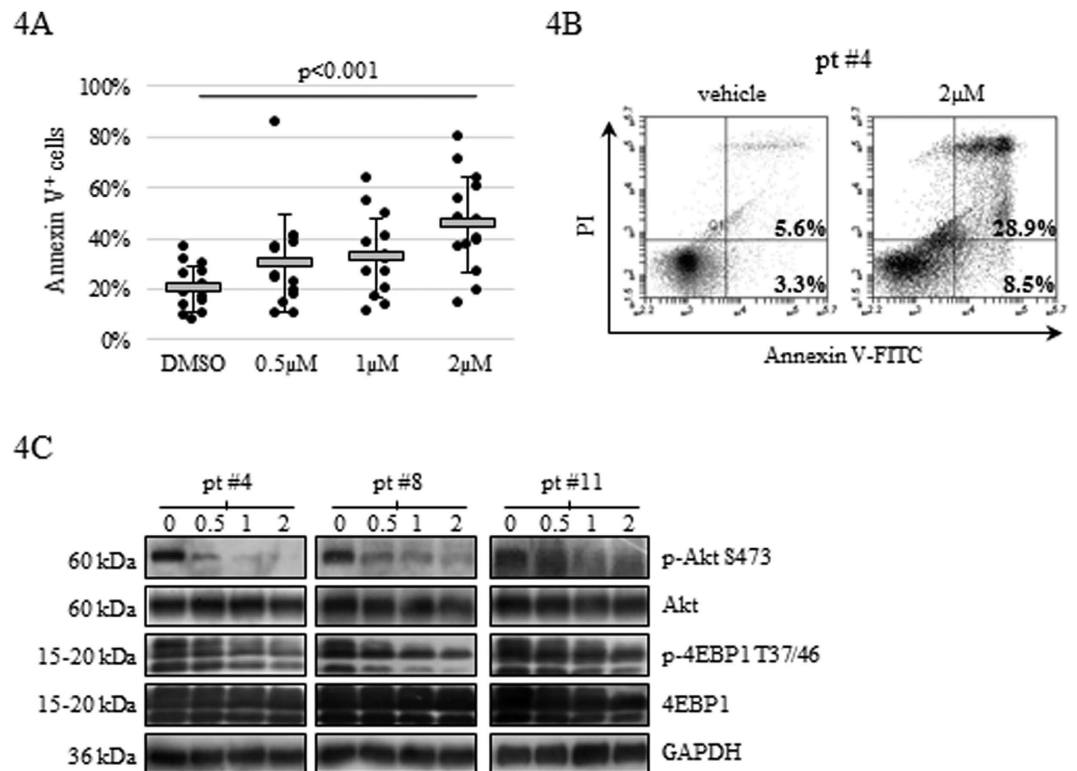 4A
p<0.001
100%
80%
60%
40%
20%
0%
Annexin V+ cells
DMSO 0.5µM 1µM 2µM
4B
pt #4
vehicle 2µM
PI
5.6%
3.3%
28.9%
8.5%
Annexin V-FITC
4C
pt #4 pt #8 pt #11
0 0.5 1 2 0 0.5 1 2 0 0.5 1 2
60 kDa p-Akt S473
60 kDa Akt
15-20 kDa p-4EBP1 T37/46
15-20 kDa 4EBP1
36 kDa GAPDH